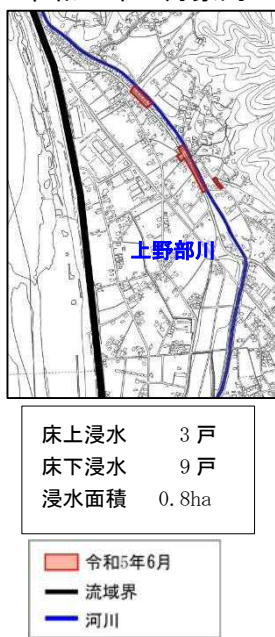 上野部川
床上浸水 3戸
床下浸水 9戸
浸水面積 0.8ha
令和5年6月
流域界
河川